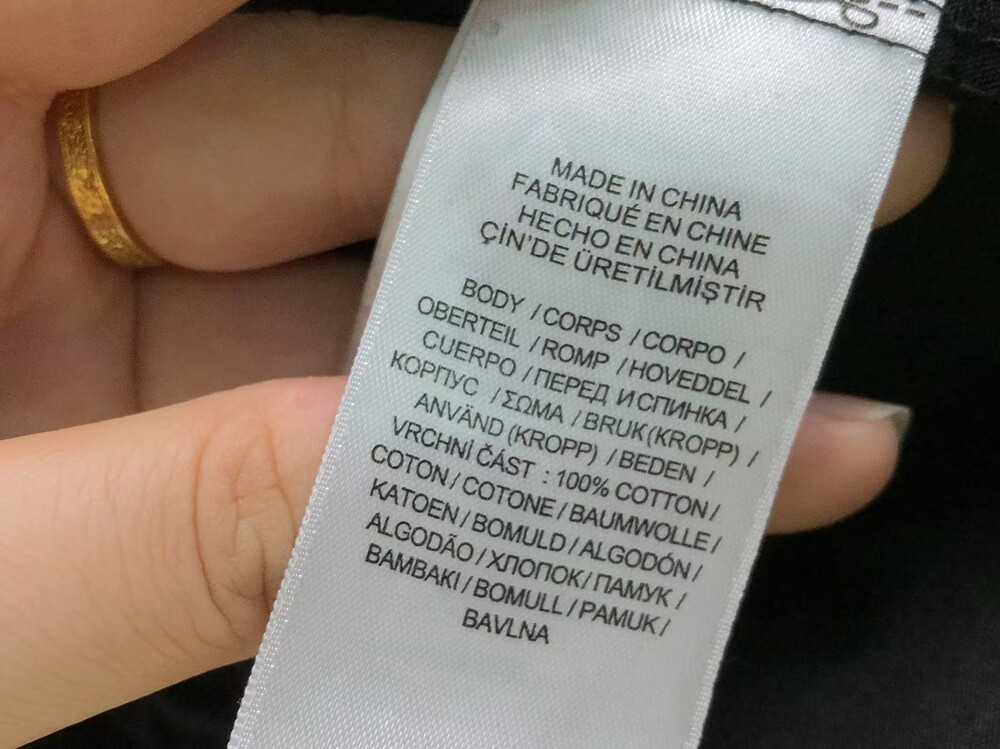 MADE IN CHINA
FABRIQUÉ EN CHINE
HECHO EN CHINA
ÇİN'DE ÜRETİLMİŞTİR
BODY / CORPS / CORPO /
OBERTEIL / ROMP / HOVEDDEL /
CUERPO / ПЕРЕД И СПИНКА /
КОРПУС / ΣΩΜΑ / BRUK(KROPP) /
ANVÄND (KROPP) / BEDEN /
VRCHNÍ ČÁST : 100% COTTON /
COTON / COTONE / BAUMWOLLE /
KATOEN / BOMULD / ALGODÓN /
ALGODÃO / ХЛОПОК / ПАМУК /
BAMBAKI / BOMULL / PAMUK /
BAVLNA